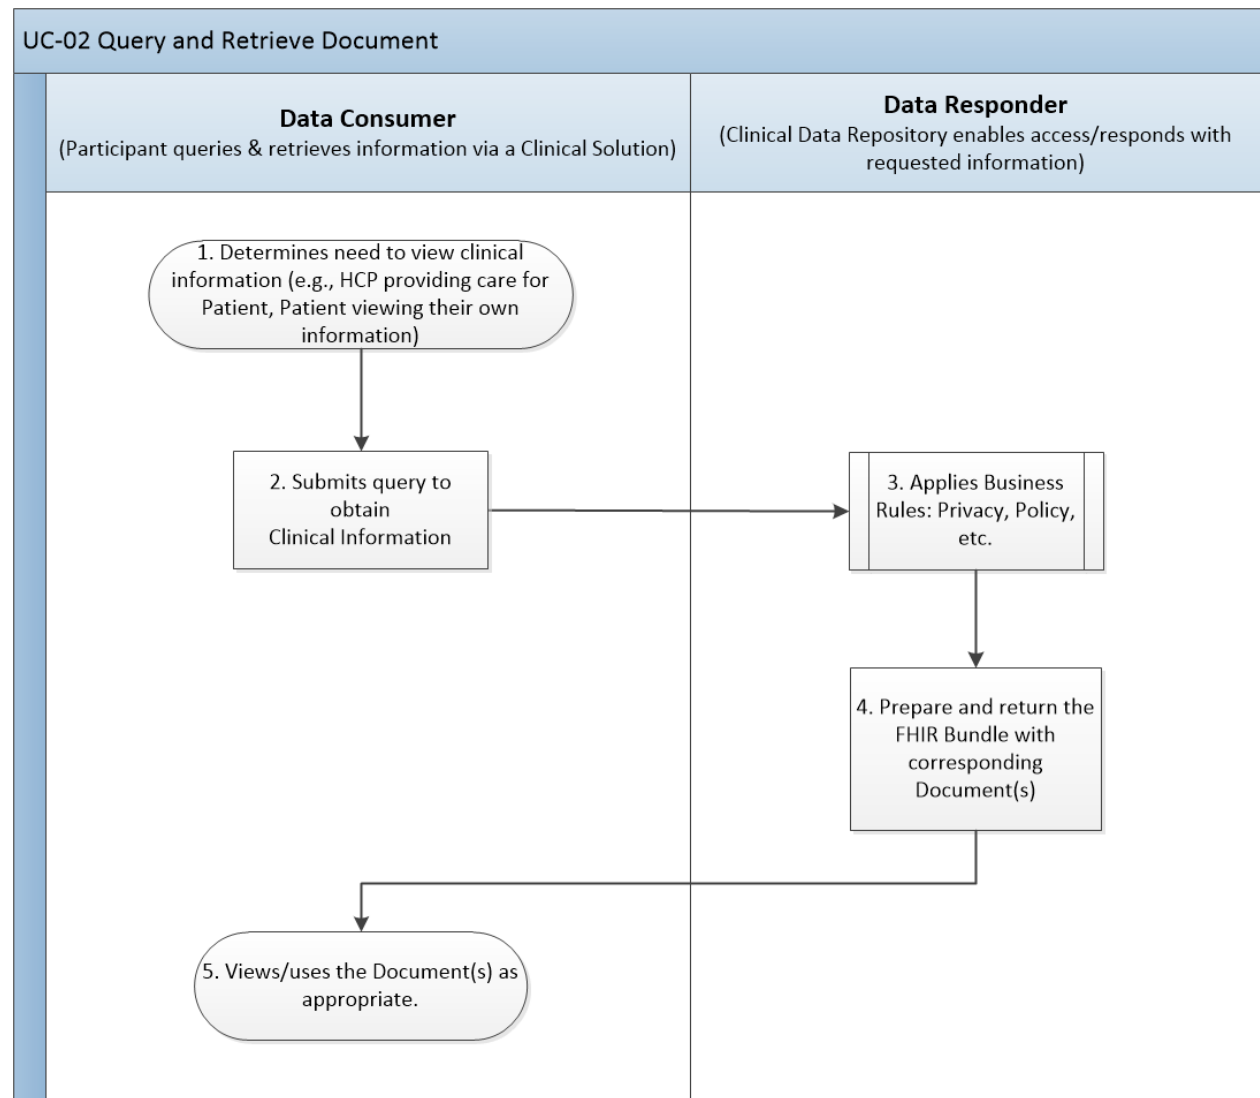 UC-02 Query and Retrieve Document
Data Consumer
(Participant queries & retrieves information via a Clinical Solution)
Data Responder
(Clinical Data Repository enables access/responds with
requested information)
1. Determines need to view clinical
information (e.g., HCP providing care for
Patient, Patient viewing their own
information)
2. Submits query to
obtain
Clinical Information
3. Applies Business
Rules: Privacy, Policy,
etc.
4. Prepare and return the
FHIR Bundle with
corresponding
Document(s)
5. Views/uses the Document(s) as
appropriate.